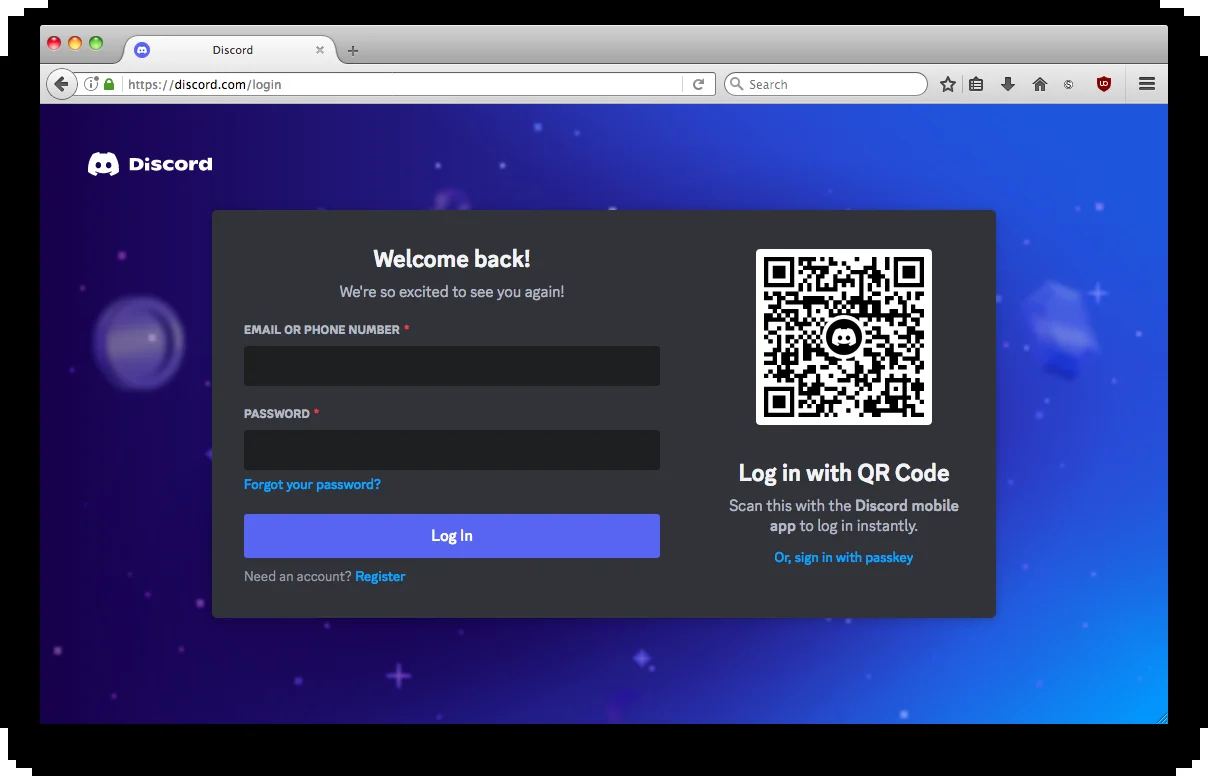 Discord
https://discord.com/login
Search
Discord
Welcome back!
We're so excited to see you again!
EMAIL OR PHONE NUMBER *
PASSWORD *
Forgot your password?
Log In
Need an account? Register
Log in with QR Code
Scan this with the Discord mobile
app to log in instantly.
Or, sign in with passkey